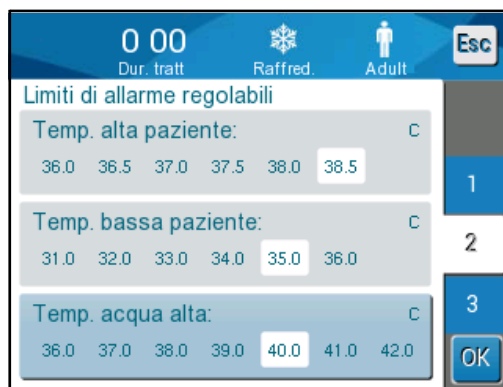 0 00
Dur. tratt
Raffred.
Adult
Esc
Limiti di allarme regolabili
Temp. alta paziente: C
36.0 36.5 37.0 37.5 38.0 38.5
1
Temp. bassa paziente: C
31.0 32.0 33.0 34.0 35.0 36.0
2
Temp. acqua alta: C
36.0 37.0 38.0 39.0 40.0 41.0 42.0
3
OK